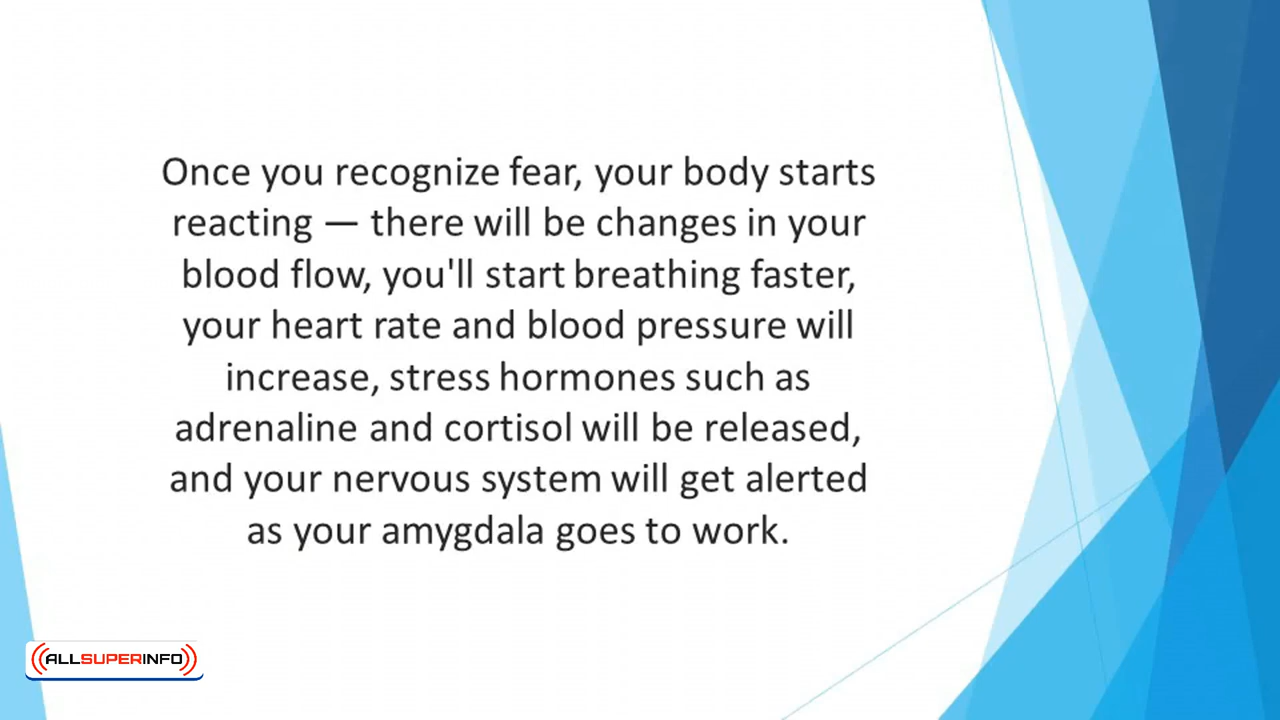 Once you recognize fear, your body starts
reacting — there will be changes in your
blood flow, you'll start breathing faster,
your heart rate and blood pressure will
increase, stress hormones such as
adrenaline and cortisol will be released,
and your nervous system will get alerted
as your amygdala goes to work.
ALLSUPERINFO